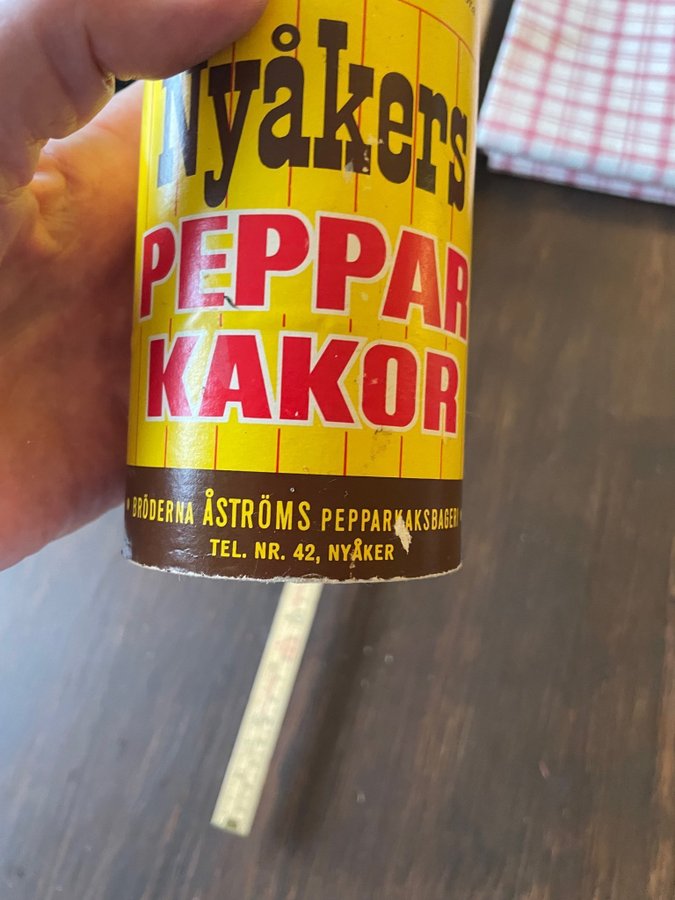 Nyåkers
PEPPAR
KAKOR
• BRÖDERNA ÅSTRÖMS PEPPARKAKSBAGERI •
TEL. NR. 42, NYÅKER